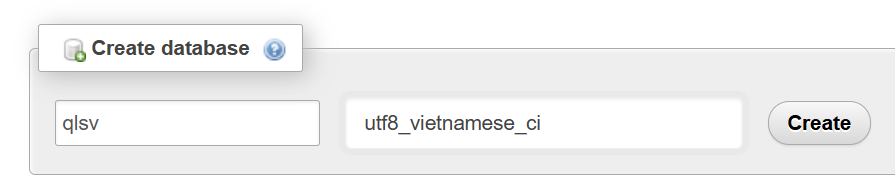 Create database
qlsv utf8_vietnamese_ci Create